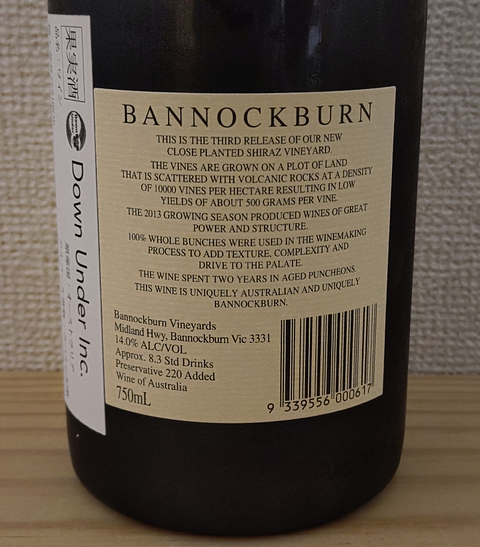 BANNOCKBURN
THIS IS THE THIRD RELEASE OF OUR NEW
CLOSE PLANTED SHIRAZ VINEYARD.
THE VINES ARE GROWN ON A PLOT OF LAND
THAT IS SCATTERED WITH VOLCANIC ROCKS AT A DENSITY
OF 10000 VINES PER HECTARE RESULTING IN LOW
YIELDS OF ABOUT 500 GRAMS PER VINE.
THE 2013 GROWING SEASON PRODUCED WINES OF GREAT
POWER AND STRUCTURE.
100% WHOLE BUNCHES WERE USED IN THE WINEMAKING
PROCESS TO ADD TEXTURE, COMPLEXITY AND
DRIVE TO THE PALATE.
THE WINE SPENT TWO YEARS IN AGED PUNCHEONS.
THIS WINE IS UNIQUELY AUSTRALIAN AND UNIQUELY
BANNOCKBURN.
Bannockburn Vineyards
Midland Hwy, Bannockburn Vic 3331
14.0% ALC/VOL
Approx. 8.3 Std Drinks
Preservative 220 Added
Wine of Australia
750mL
9 339556 000617
果実酒
Down Under Inc.